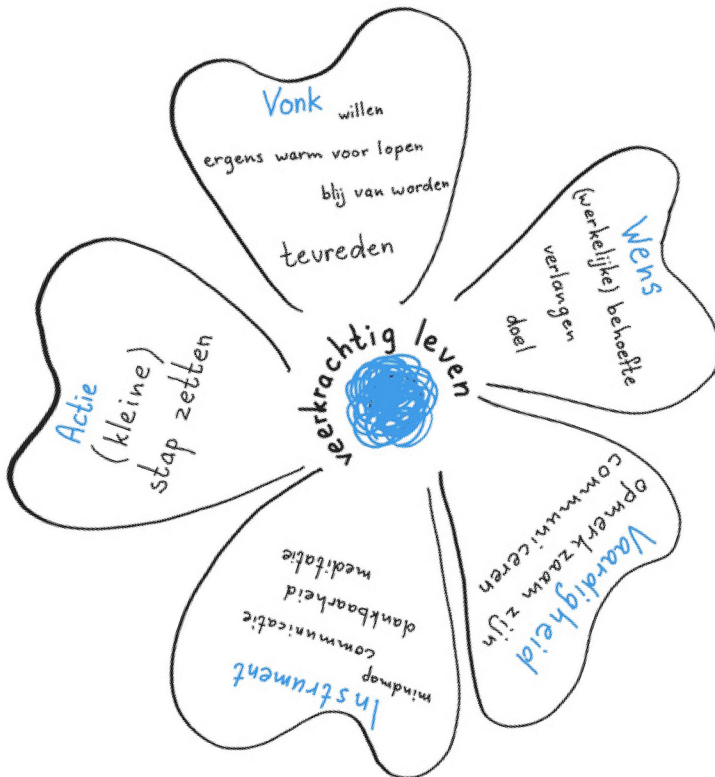 Vonk willen
ergens warm voor lopen
blij van worden
tevreden
Wens
(werkelijke) behoefte
verlangen
doel
Vaardigheid
opmerkzaam zijn
communiceren
Instrument
mindmap
communicatie
dankbaarheid
meditatie
Actie
(kleine)
stap zetten
veerkrachtig leven